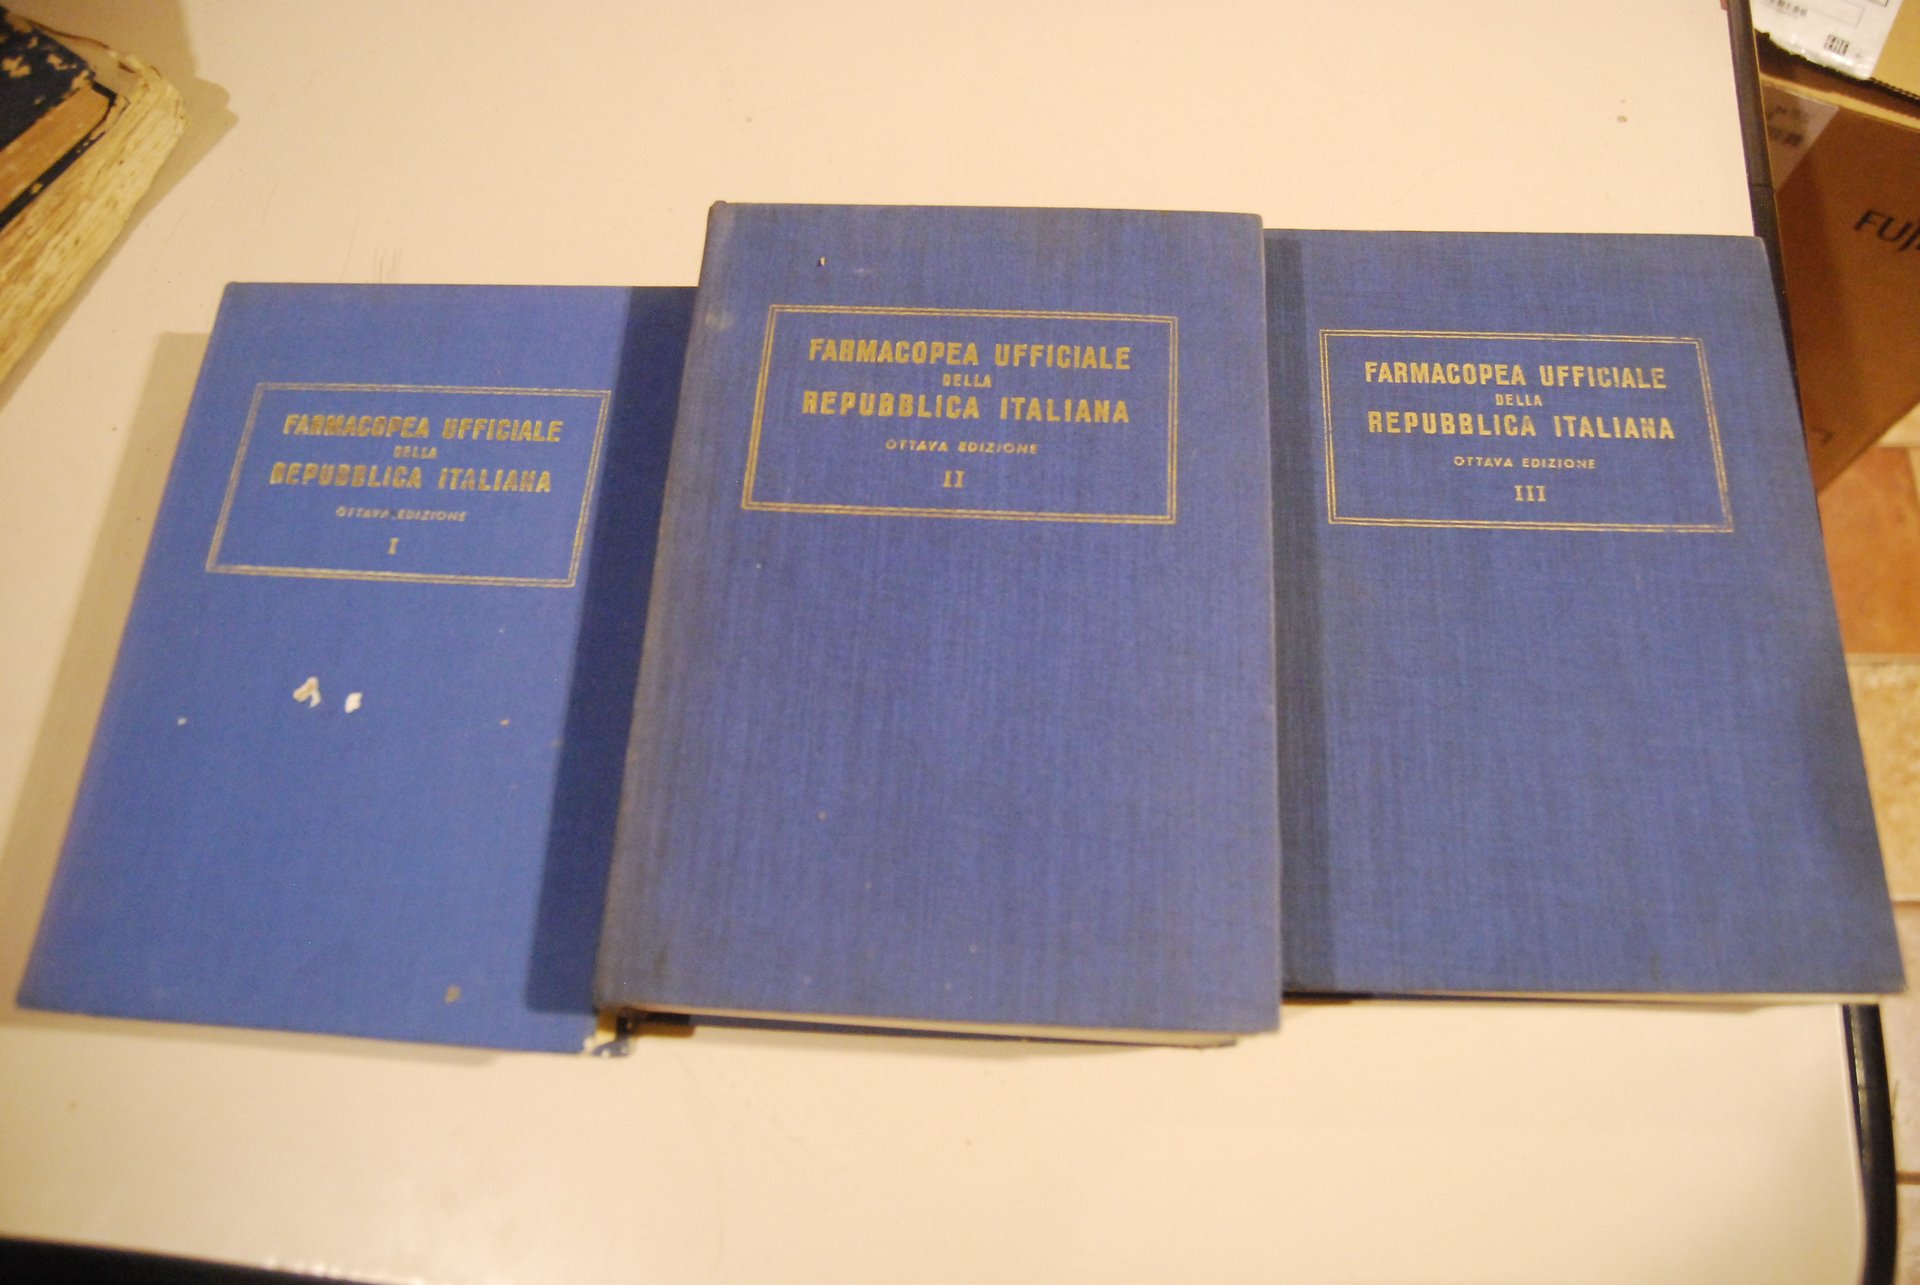 FARMACOPEA UFFICIALE
DELLA
REPUBBLICA ITALIANA
OTTAVA EDIZIONE
I
FARMACOPEA UFFICIALE
DELLA
REPUBBLICA ITALIANA
OTTAVA EDIZIONE
II
FARMACOPEA UFFICIALE
DELLA
REPUBBLICA ITALIANA
OTTAVA EDIZIONE
III
EAC